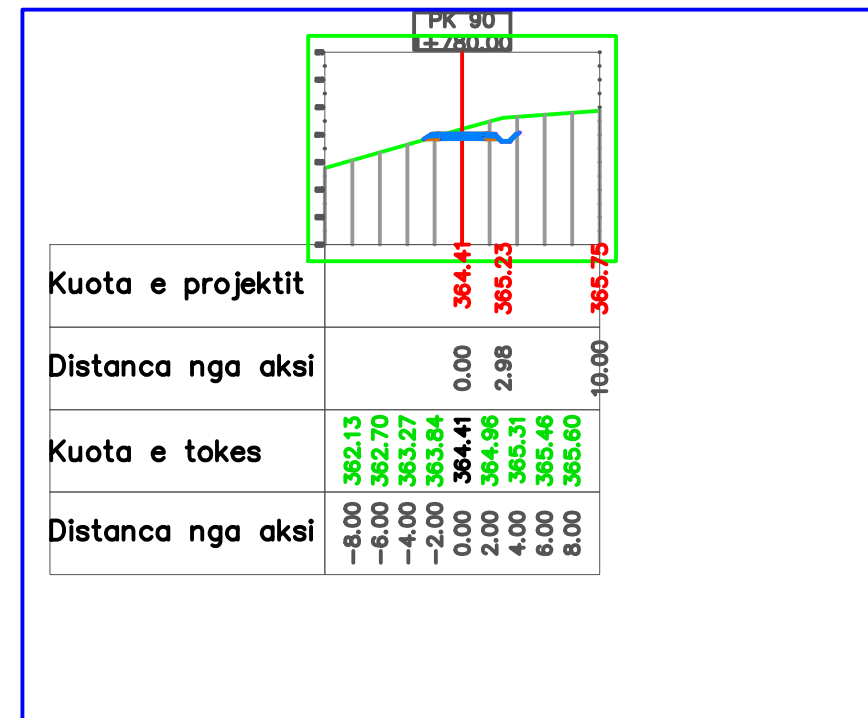 PK 90
1+780.00
Kuota e projektit 364.41 365.23 365.75
Distanca nga aksi 0.00 2.98 10.00
Kuota e tokes 362.13 362.70 363.27 363.84 364.41 364.96 365.31 365.46 365.60
Distanca nga aksi -8.00 -6.00 -4.00 -2.00 0.00 2.00 4.00 6.00 8.00